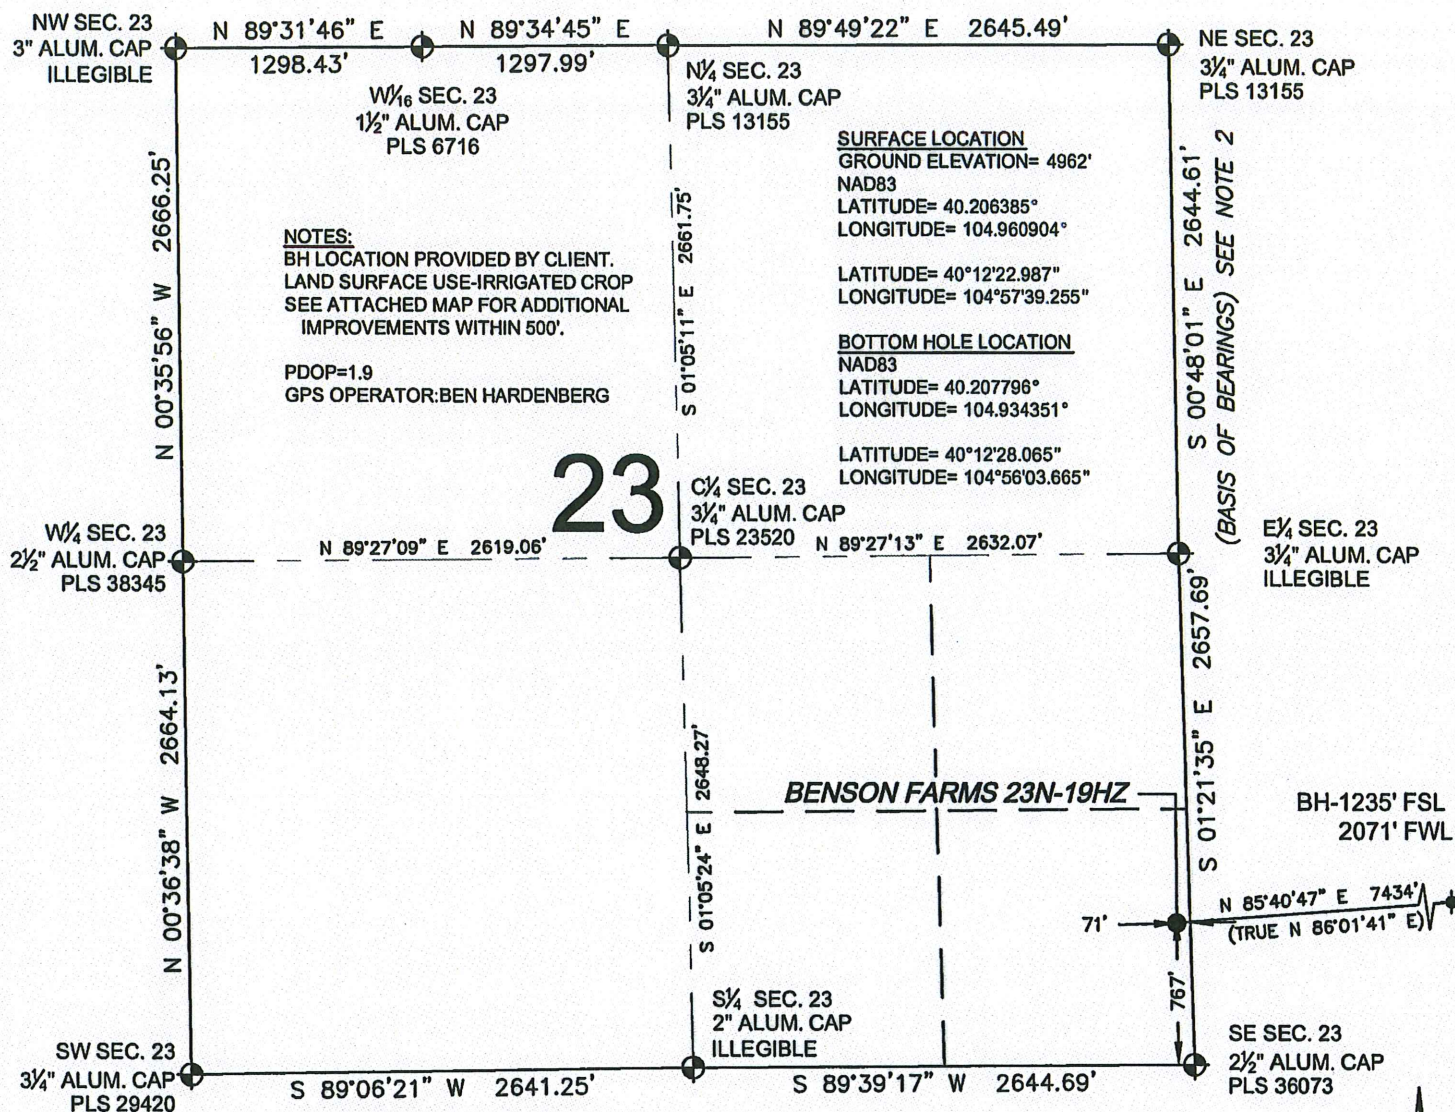 NW SEC. 23
3" ALUM. CAP
ILLEGIBLE
N 89°31'46" E
1298.43'
N 89°34'45" E
1297.99'
N 89°49'22" E 2645.49'
NE SEC. 23
3¼" ALUM. CAP
PLS 13155
W⅟16 SEC. 23
1½" ALUM. CAP
PLS 6716
N¼ SEC. 23
3¼" ALUM. CAP
PLS 13155
SURFACE LOCATION
GROUND ELEVATION= 4962'
NAD83
LATITUDE= 40.206385°
LONGITUDE= 104.960904°
LATITUDE= 40°12'22.987"
LONGITUDE= 104°57'39.255"
BOTTOM HOLE LOCATION
NAD83
LATITUDE= 40.207796°
LONGITUDE= 104.934351°
LATITUDE= 40°12'28.065"
LONGITUDE= 104°56'03.665"
NOTES:
BH LOCATION PROVIDED BY CLIENT.
LAND SURFACE USE-IRRIGATED CROP
SEE ATTACHED MAP FOR ADDITIONAL
IMPROVEMENTS WITHIN 500'.
PDOP=1.9
GPS OPERATOR:BEN HARDENBERG
N 00°35'56" W 2666.25'
S 01°05'11" E 2661.75'
S 00°48'01" E 2644.61'
(BASIS OF BEARINGS) SEE NOTE 2
23
C¼ SEC. 23
3¼" ALUM. CAP
PLS 23520
W¼ SEC. 23
2½" ALUM. CAP
PLS 38345
N 89°27'09" E 2619.06'
N 89°27'13" E 2632.07'
E¼ SEC. 23
3¼" ALUM. CAP
ILLEGIBLE
N 00°36'38" W 2664.13'
S 01°05'24" E 2648.27'
S 01°21'35" E 2657.69'
BENSON FARMS 23N-19HZ
BH-1235' FSL
2071' FWL
N 85°40'47" E 7434'
(TRUE N 86°01'41" E)
71'
767'
S¼ SEC. 23
2" ALUM. CAP
ILLEGIBLE
SW SEC. 23
3¼" ALUM. CAP
PLS 29420
S 89°06'21" W 2641.25'
S 89°39'17" W 2644.69'
SE SEC. 23
2½" ALUM. CAP
PLS 36073